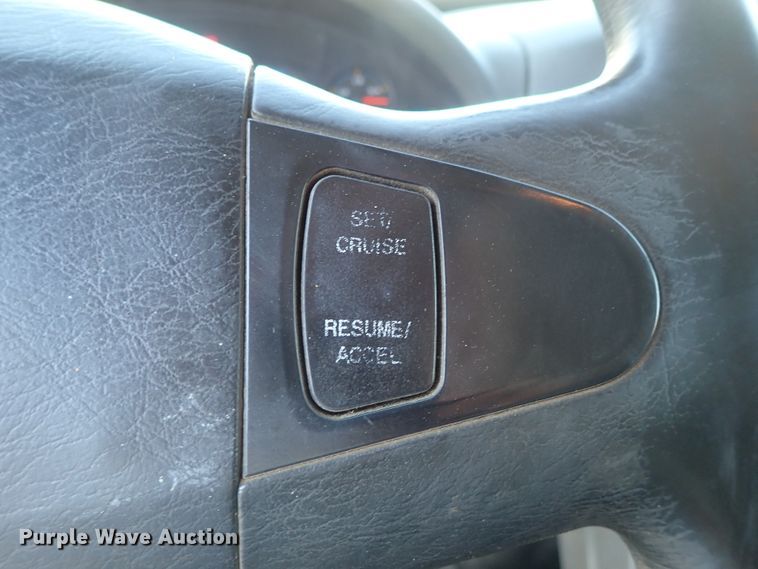 SET/
CRUISE
RESUME/
ACCEL
Purple Wave Auction